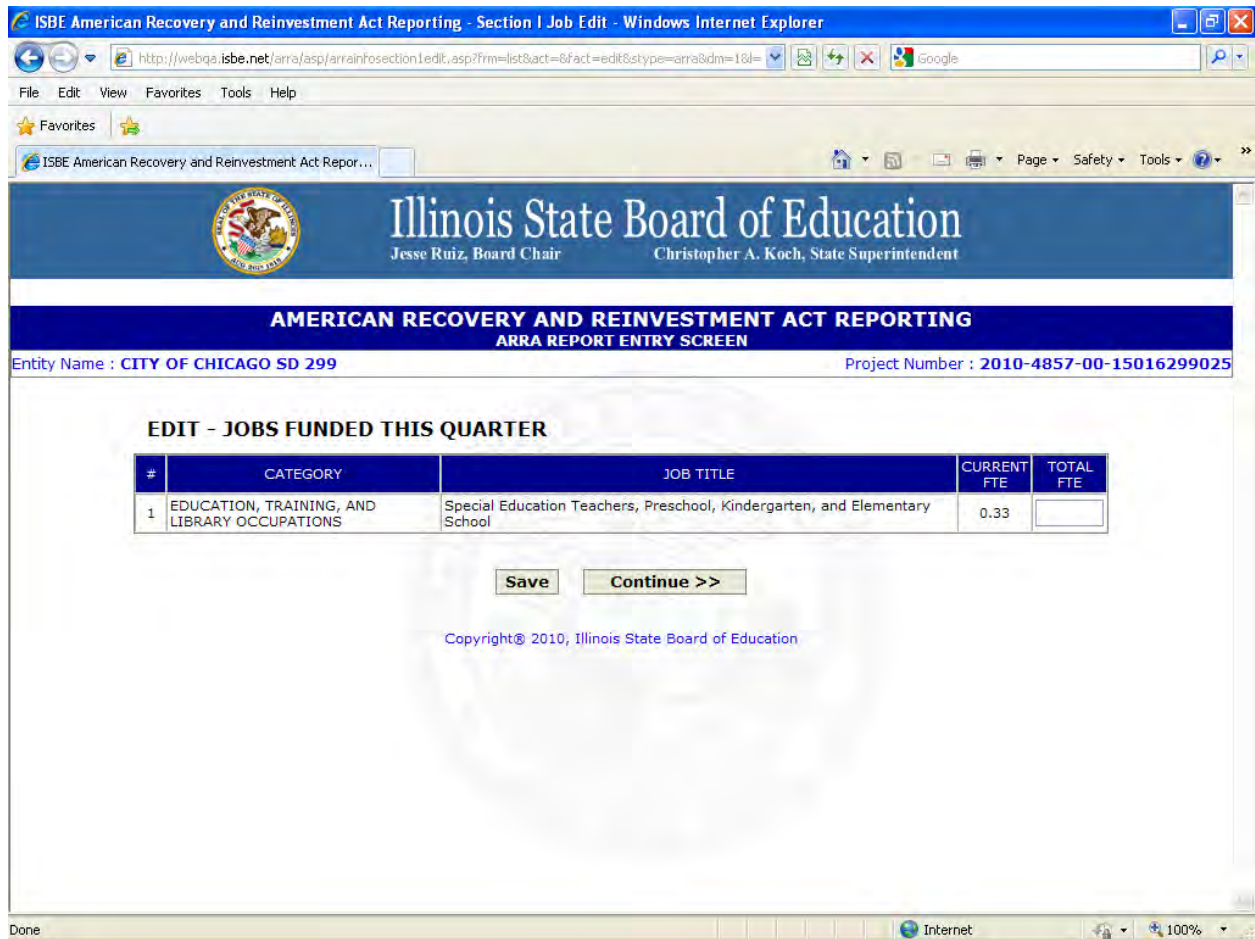 ISBE American Recovery and Reinvestment Act Reporting - Section I Job Edit - Windows Internet Explorer
http://webqa.isbe.net/arra/asp/arrainfosection1edit.asp?frm=list&act=&fact=edit&stype=arra&dm=1&l=
Google
File Edit View Favorites Tools Help
Favorites
ISBE American Recovery and Reinvestment Act Repor...
Page Safety Tools
Illinois State Board of Education
Jesse Ruiz, Board Chair Christopher A. Koch, State Superintendent
AMERICAN RECOVERY AND REINVESTMENT ACT REPORTING
ARRA REPORT ENTRY SCREEN
Entity Name : CITY OF CHICAGO SD 299 Project Number : 2010-4857-00-15016299025
EDIT - JOBS FUNDED THIS QUARTER
# CATEGORY JOB TITLE CURRENT FTE TOTAL FTE
1 EDUCATION, TRAINING, AND LIBRARY OCCUPATIONS Special Education Teachers, Preschool, Kindergarten, and Elementary School 0.33
Save Continue >>
Copyright® 2010, Illinois State Board of Education
Done Internet 100%